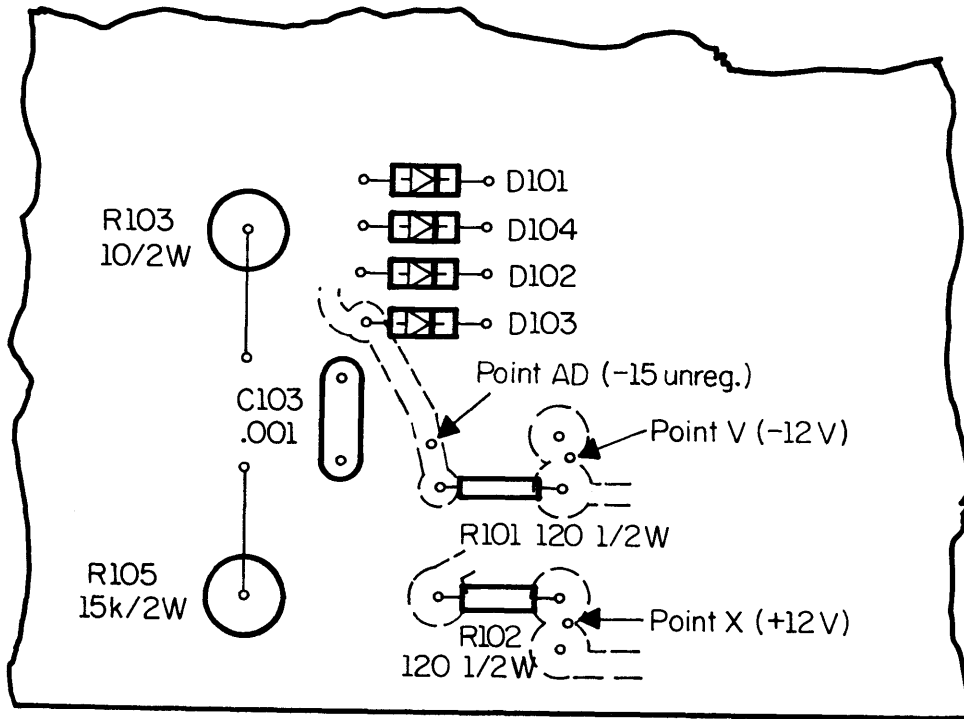 D101
R103
10/2W
D104
D102
D103
Point AD (-15 unreg.)
C103
.001
Point V (-12V)
R101 120 1/2W
R105
15k/2W
R102
120 1/2W
Point X (+12V)